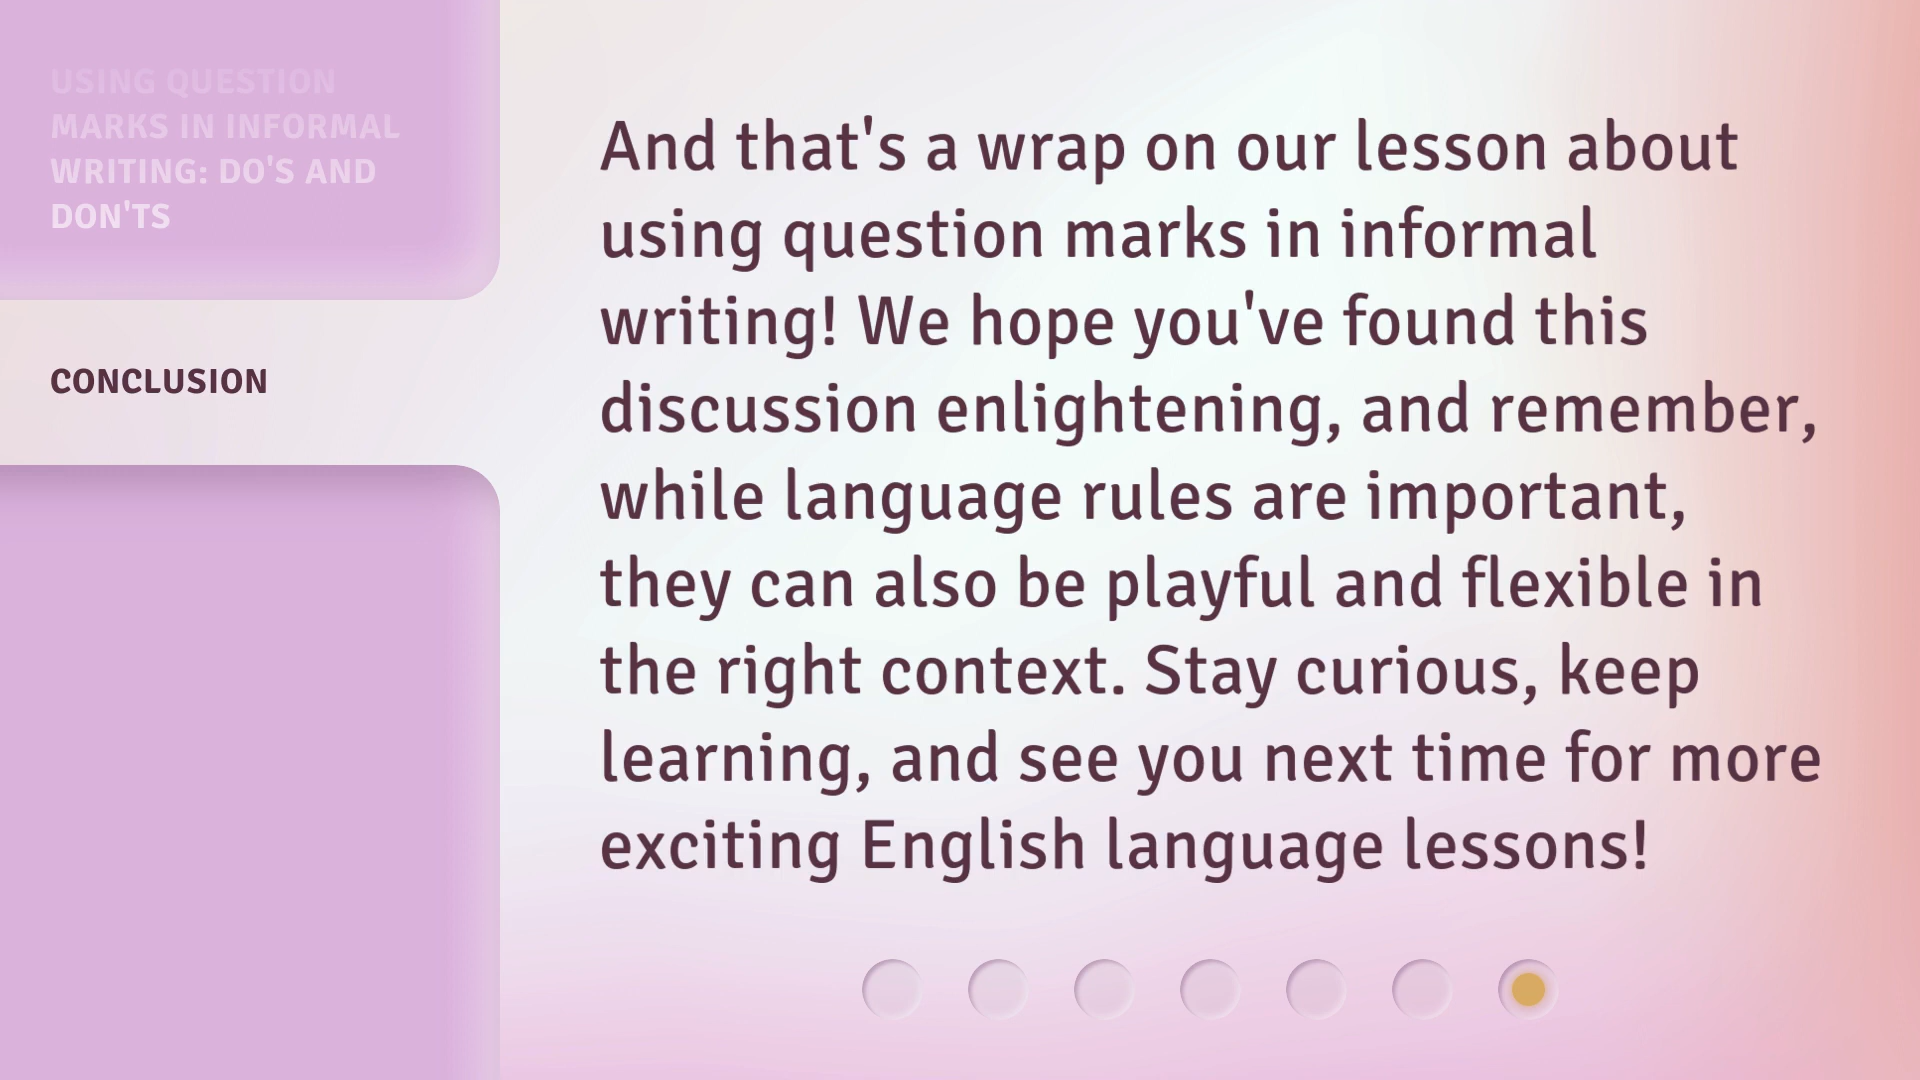 USING QUESTION
MARKS IN INFORMAL
WRITING: DO'S AND
DON'TS
CONCLUSION
And that's a wrap on our lesson about
using question marks in informal
writing! We hope you've found this
discussion enlightening, and remember,
while language rules are important,
they can also be playful and flexible in
the right context. Stay curious, keep
learning, and see you next time for more
exciting English language lessons!